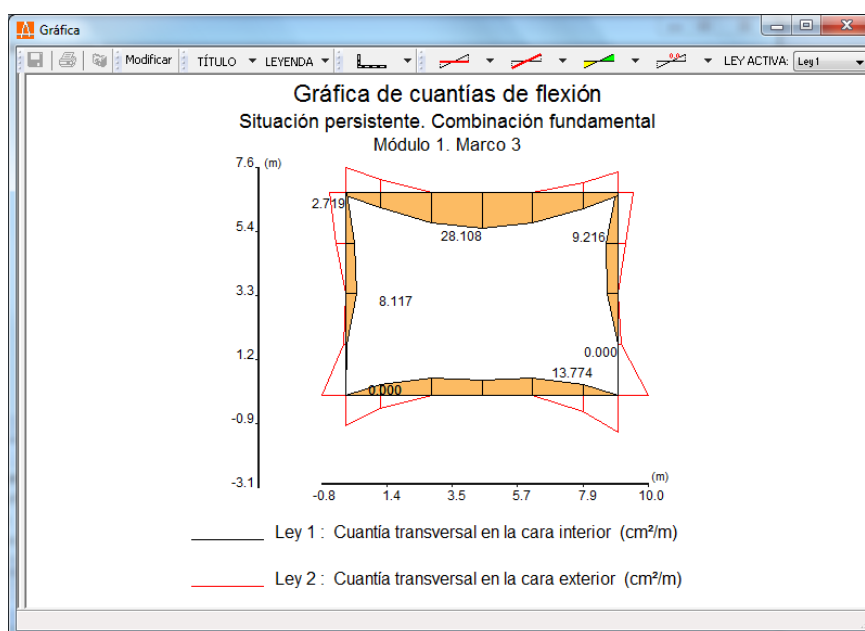 Gráfica
Modificar TÍTULO LEYENDA LEY ACTIVA: Ley 1
Gráfica de cuantías de flexión
Situación persistente. Combinación fundamental
Módulo 1. Marco 3
7.6 (m)
2.719
5.4 28.108 9.216
3.3 8.117
1.2 0.000
13.774
0.000
-0.9
-3.1
(m)
-0.8 1.4 3.5 5.7 7.9 10.0
Ley 1 : Cuantía transversal en la cara interior (cm²/m)
Ley 2 : Cuantía transversal en la cara exterior (cm²/m)